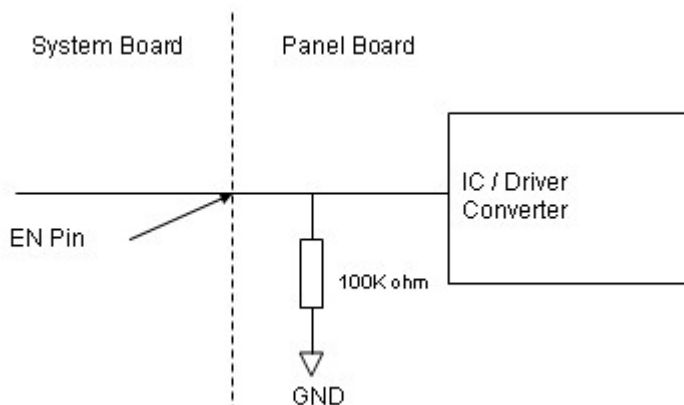 System Board
Panel Board
IC / Driver
Converter
EN Pin
100K ohm
GND